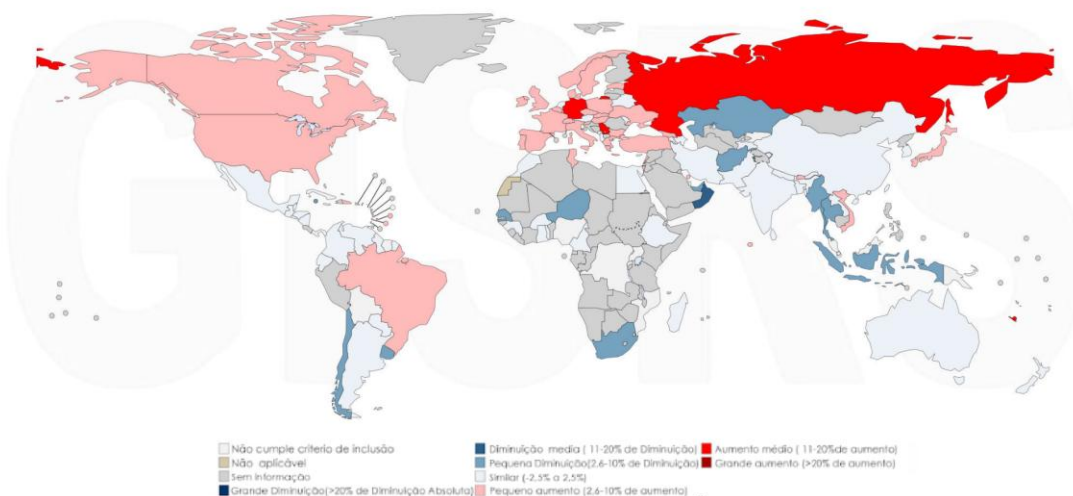 GISRS
Não cumple criterio de inclusão
Não aplicável
Sem informação
Grande Diminuição(>20% de Diminuição Absoluta)
Diminuição media ( 11-20% de Diminuição)
Pequena Diminuição(2,6-10% de Diminuição)
Similar (-2,5% a 2,5%)
Pequeno aumento (2,6-10% de aumento)
Aumento médio ( 11-20%de aumento)
Grande aumento (>20% de aumento)